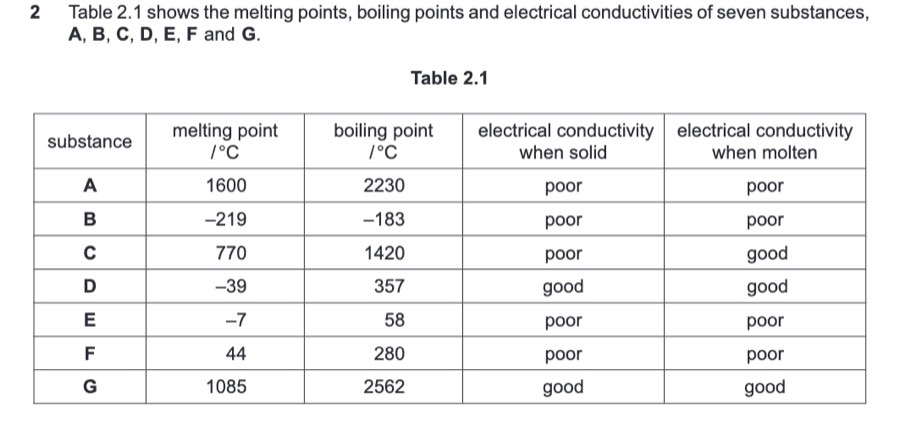 2 Table 2.1 shows the melting points, boiling points and electrical conductivities of seven substances,
A, B, C, D, E, F and G.
Table 2.1
substance melting point /°C boiling point /°C electrical conductivity when solid electrical conductivity when molten
A 1600 2230 poor poor
B –219 –183 poor poor
C 770 1420 poor good
D –39 357 good good
E –7 58 poor poor
F 44 280 poor poor
G 1085 2562 good good